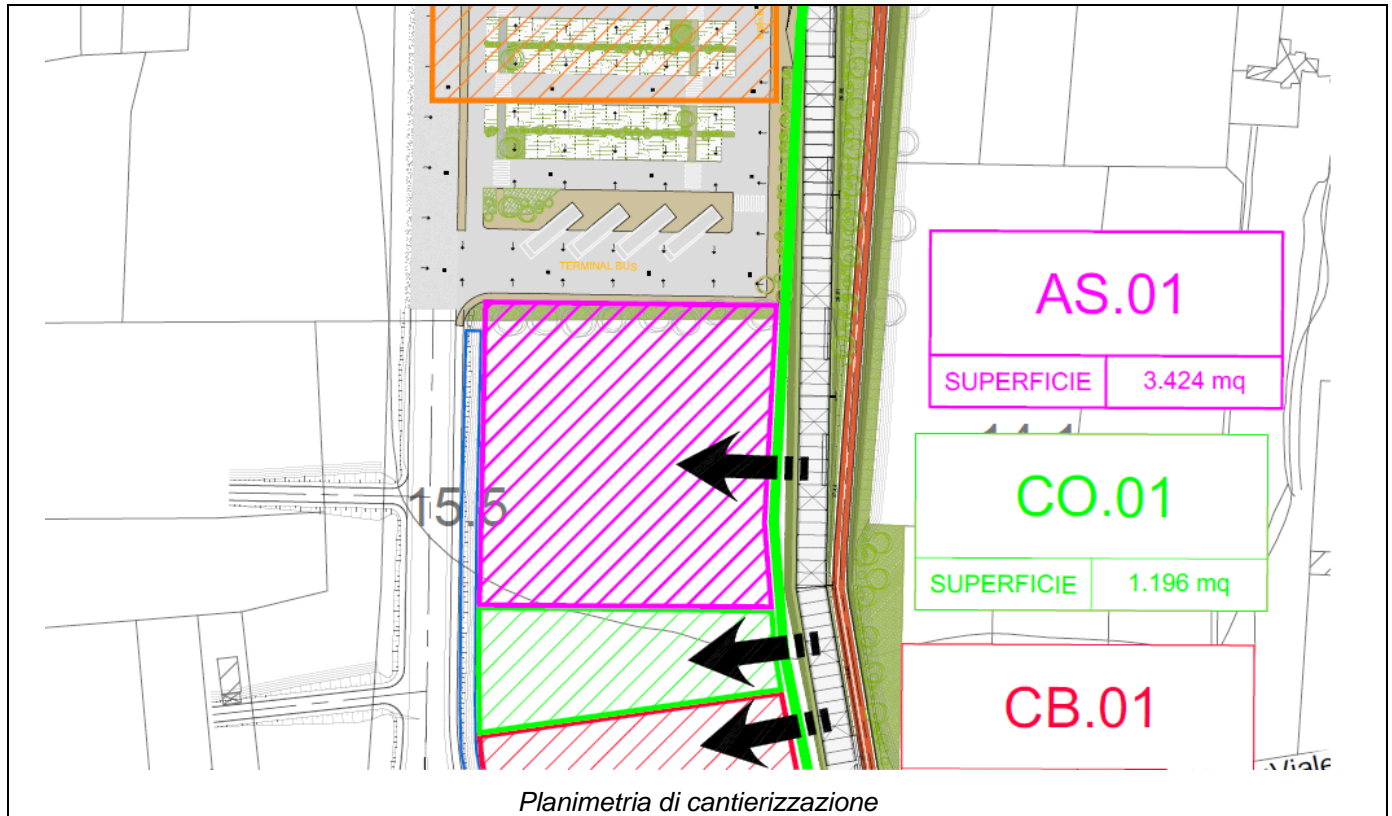 TERMINAL BUS
AS.01
SUPERFICIE 3.424 mq
15.5
CO.01
SUPERFICIE 1.196 mq
CB.01
Viale
Planimetria di cantierizzazione